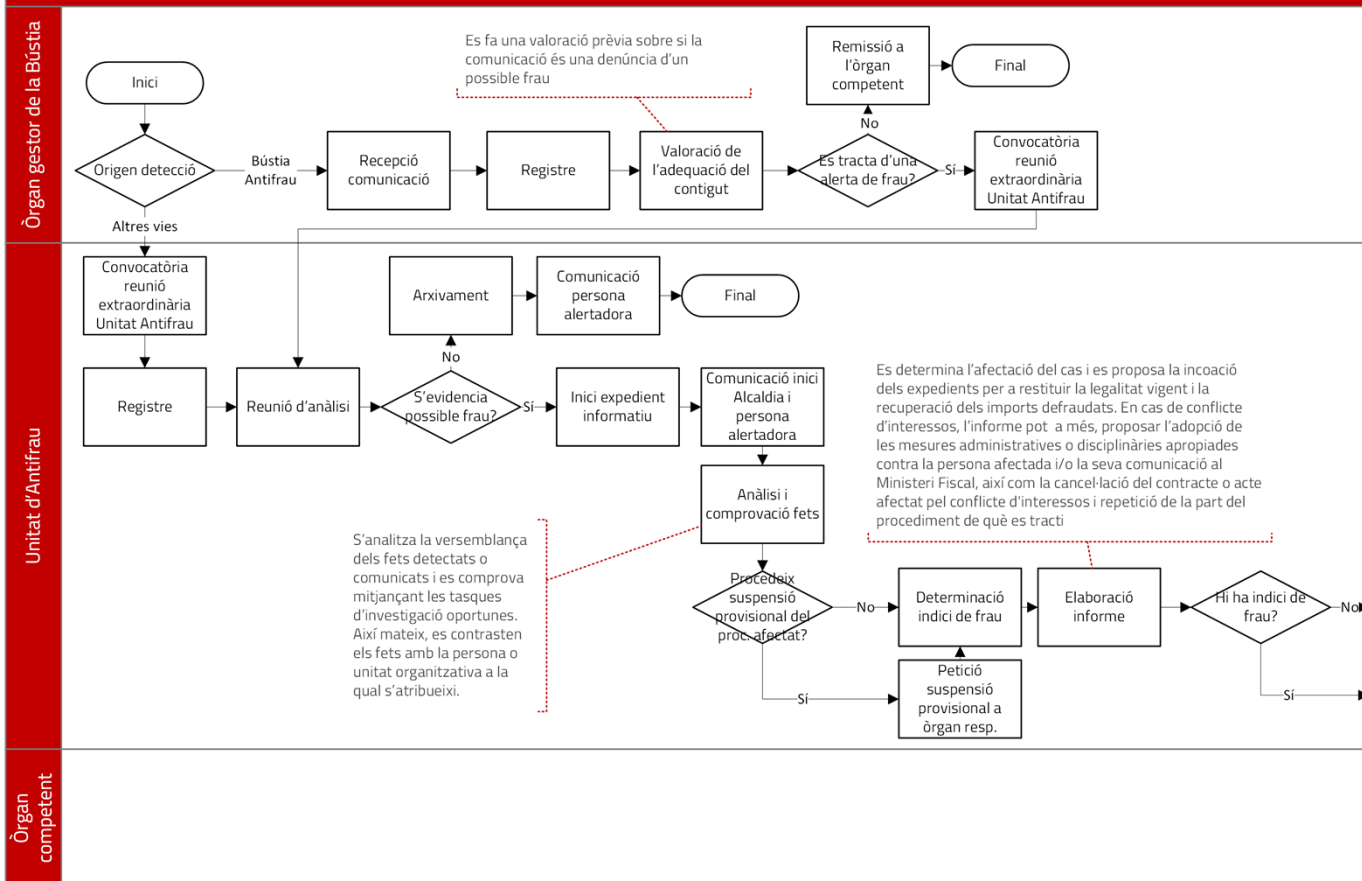 Òrgan gestor de la Bústia
Inici
Origen detecció
Bústia
Antifrau
Altres vies
Recepció
comunicació
Registre
Es fa una valoració prèvia sobre si la
comunicació és una denúncia d'un
possible frau
Valoració de
l'adequació del
contigut
Es tracta d'una
alerta de frau?
No
Remissió a
l'òrgan
competent
Final
Sí
Convocatòria
reunió
extraordinària
Unitat Antifrau
Unitat d'Antifrau
Convocatòria
reunió
extraordinària
Unitat Antifrau
Registre
Reunió d'anàlisi
S'evidencia
possible frau?
No
Arxivament
Comunicació
persona
alertadora
Final
Sí
Inici expedient
informatiu
Comunicació inici
Alcaldia i
persona
alertadora
Anàlisi i
comprovació fets
S'analitza la versemblança
dels fets detectats o
comunicats i es comprova
mitjançant les tasques
d'investigació oportunes.
Així mateix, es contrasten
els fets amb la persona o
unitat organitzativa a la
qual s'atribueixi.
Procedeix
suspensió
provisional del
proc. afectat?
No
Sí
Petició
suspensió
provisional a
òrgan resp.
Determinació
indici de frau
Es determina l'afectació del cas i es proposa la incoació
dels expedients per a restituir la legalitat vigent i la
recuperació dels imports defraudats. En cas de conflicte
d'interessos, l'informe pot a més, proposar l'adopció de
les mesures administratives o disciplinàries apropiades
contra la persona afectada i/o la seva comunicació al
Ministeri Fiscal, així com la cancel·lació del contracte o acte
afectat pel conflicte d'interessos i repetició de la part del
procediment de què es tracti
Elaboració
informe
Hi ha indici de
frau?
No
Sí
Òrgan
competent